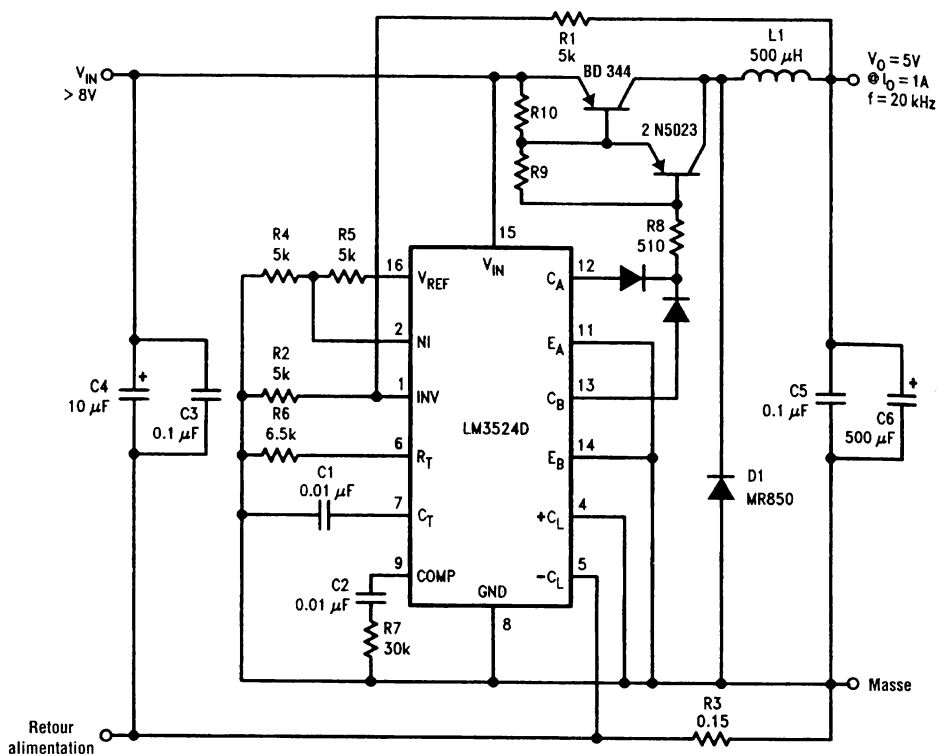 R1
5k
L1
500 μH
V_IN
> 8V
BD 344
V_O = 5V
@ I_O = 1A
f = 20 kHz
R10
2 N5023
R9
R8
510
15
V_IN
R4
5k
R5
5k
16
V_REF
12
C_A
2
NI
11
E_A
R2
5k
1
INV
13
C_B
C4
10 μF
+
C3
0.1 μF
LM3524D
C5
0.1 μF
+
C6
500 μF
R6
6.5k
6
R_T
14
E_B
D1
MR850
C1
0.01 μF
7
C_T
4
+C_L
9
COMP
5
−C_L
C2
0.01 μF
GND
8
R7
30k
Masse
R3
0.15
Retour
alimentation